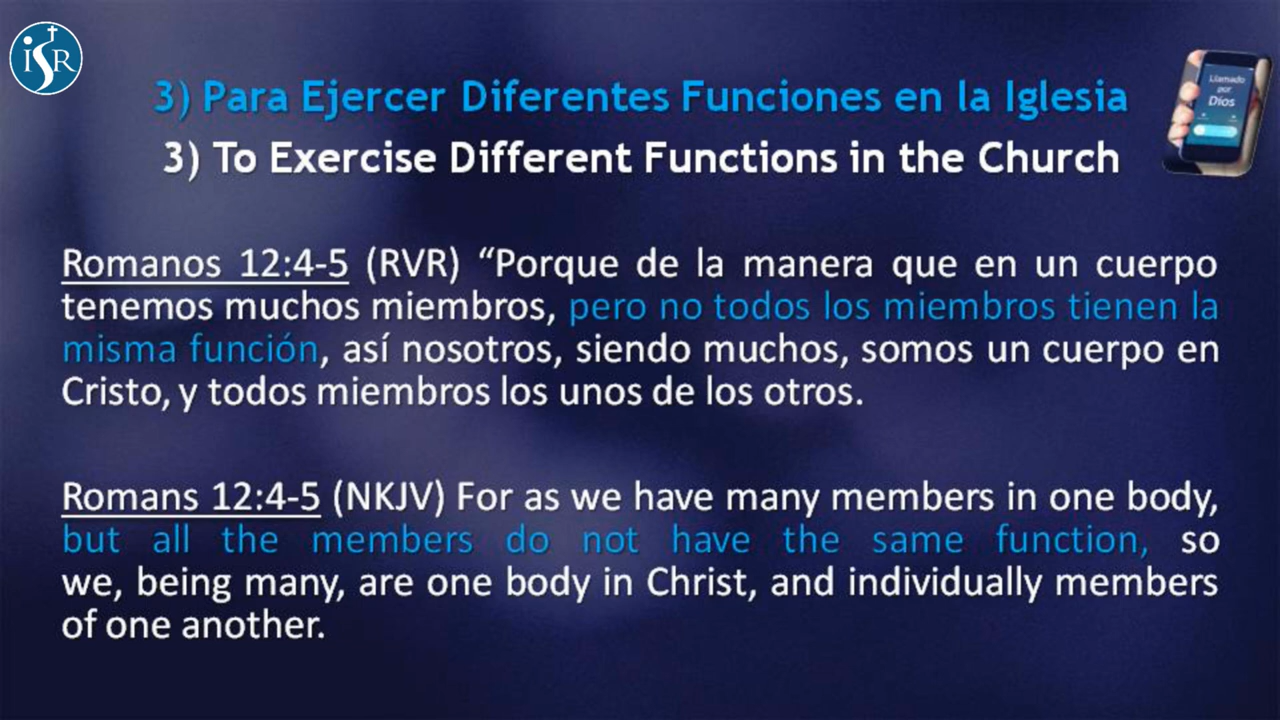 iSR
3) Para Ejercer Diferentes Funciones en la Iglesia
Llamado
por
Dios
3) To Exercise Different Functions in the Church
Romanos 12:4-5 (RVR) “Porque de la manera que en un cuerpo
tenemos muchos miembros, pero no todos los miembros tienen la
misma función, así nosotros, siendo muchos, somos un cuerpo en
Cristo, y todos miembros los unos de los otros.
Romans 12:4-5 (NKJV) For as we have many members in one body,
but all the members do not have the same function, so
we, being many, are one body in Christ, and individually members
of one another.